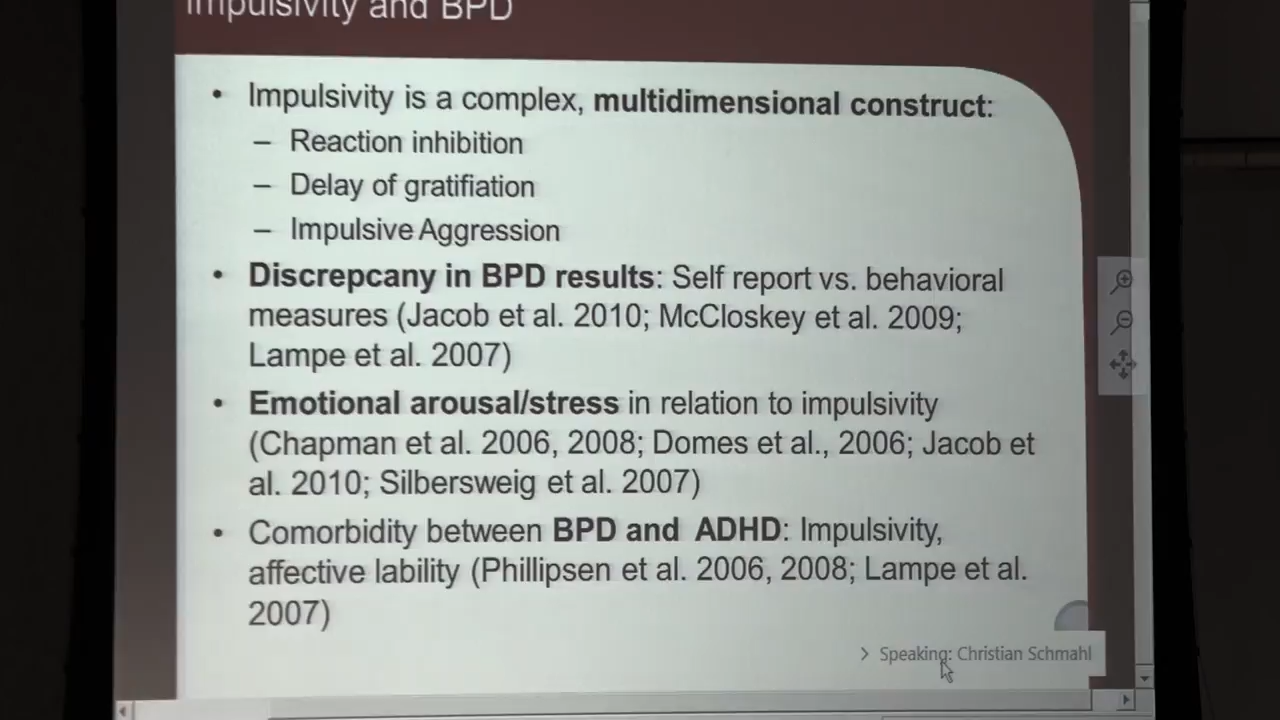 Impulsivity and BPD
• Impulsivity is a complex, multidimensional construct:
– Reaction inhibition
– Delay of gratifiation
– Impulsive Aggression
• Discrepcany in BPD results: Self report vs. behavioral
measures (Jacob et al. 2010; McCloskey et al. 2009;
Lampe et al. 2007)
• Emotional arousal/stress in relation to impulsivity
(Chapman et al. 2006, 2008; Domes et al., 2006; Jacob et
al. 2010; Silbersweig et al. 2007)
• Comorbidity between BPD and ADHD: Impulsivity,
affective lability (Phillipsen et al. 2006, 2008; Lampe et al.
2007)
> Speaking: Christian Schmahl